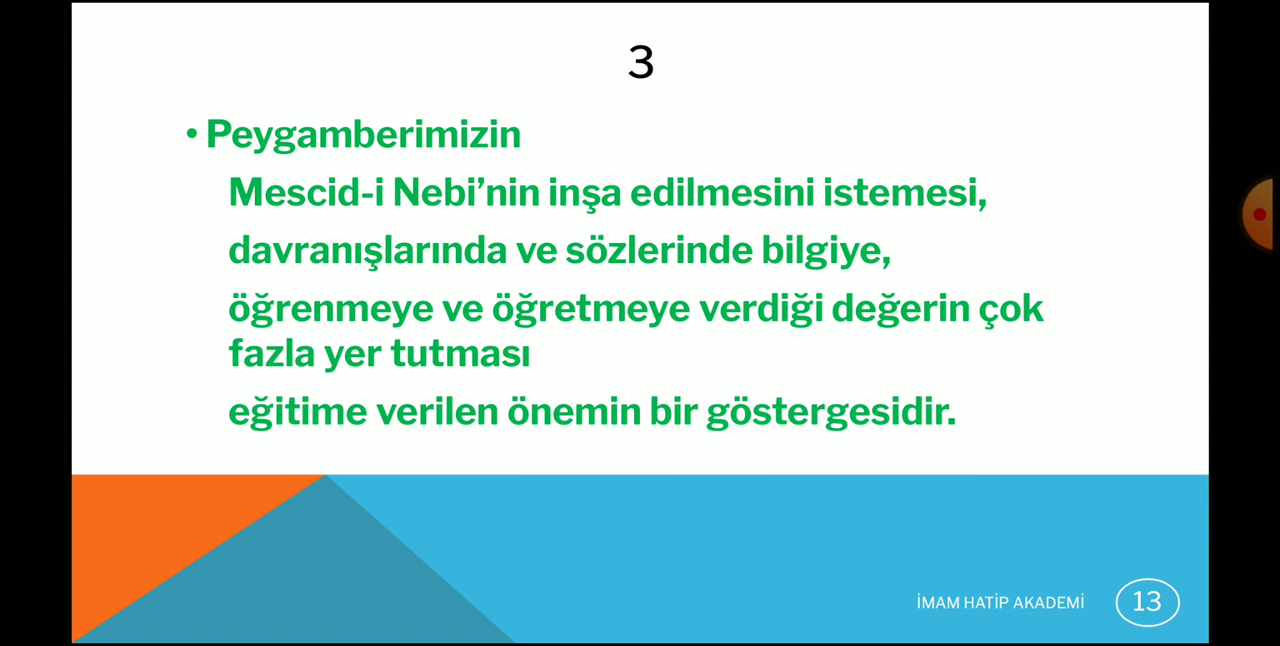 3
• Peygamberimizin
Mescid-i Nebi’nin inşa edilmesini istemesi,
davranışlarında ve sözlerinde bilgiye,
öğrenmeye ve öğretmeye verdiği değerin çok
fazla yer tutması
eğitime verilen önemin bir göstergesidir.
İMAM HATİP AKADEMİ
13